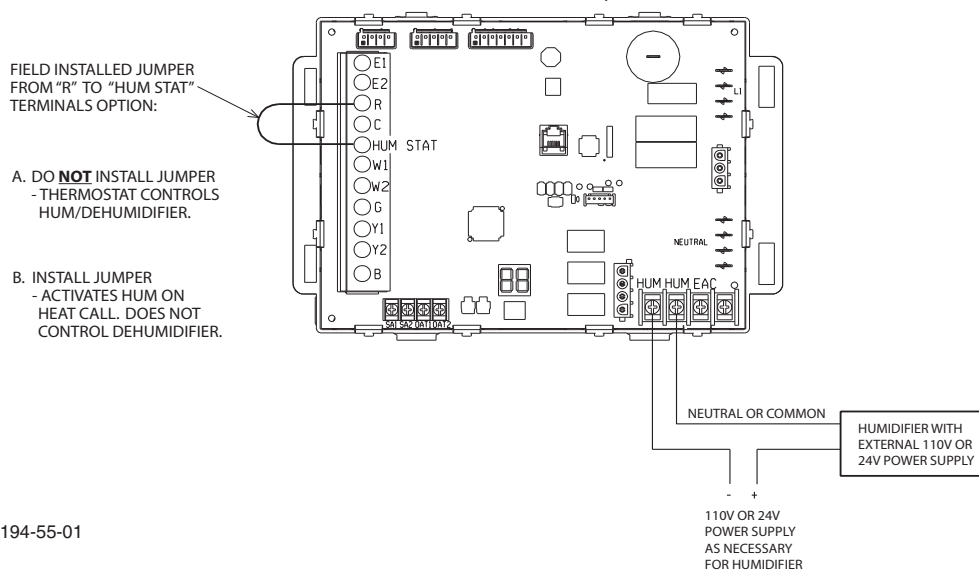 FIELD INSTALLED JUMPER
FROM “R” TO “HUM STAT”
TERMINALS OPTION:
A. DO NOT INSTALL JUMPER
- THERMOSTAT CONTROLS
HUM/DEHUMIDIFIER.
B. INSTALL JUMPER
- ACTIVATES HUM ON
HEAT CALL. DOES NOT
CONTROL DEHUMIDIFIER.
E1
E2
R
C
HUM STAT
W1
W2
G
Y1
Y2
B
SA1 SA2 OAT1 OAT2
L1
NEUTRAL
HUM HUM EAC
NEUTRAL OR COMMON
HUMIDIFIER WITH
EXTERNAL 110V OR
24V POWER SUPPLY
- +
110V OR 24V
POWER SUPPLY
AS NECESSARY
FOR HUMIDIFIER
194-55-01